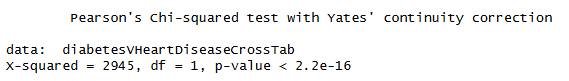 Pearson's Chi-squared test with Yates' continuity correction
data:  diabetesVHeartDiseaseCrossTab
X-squared = 2945, df = 1, p-value < 2.2e-16